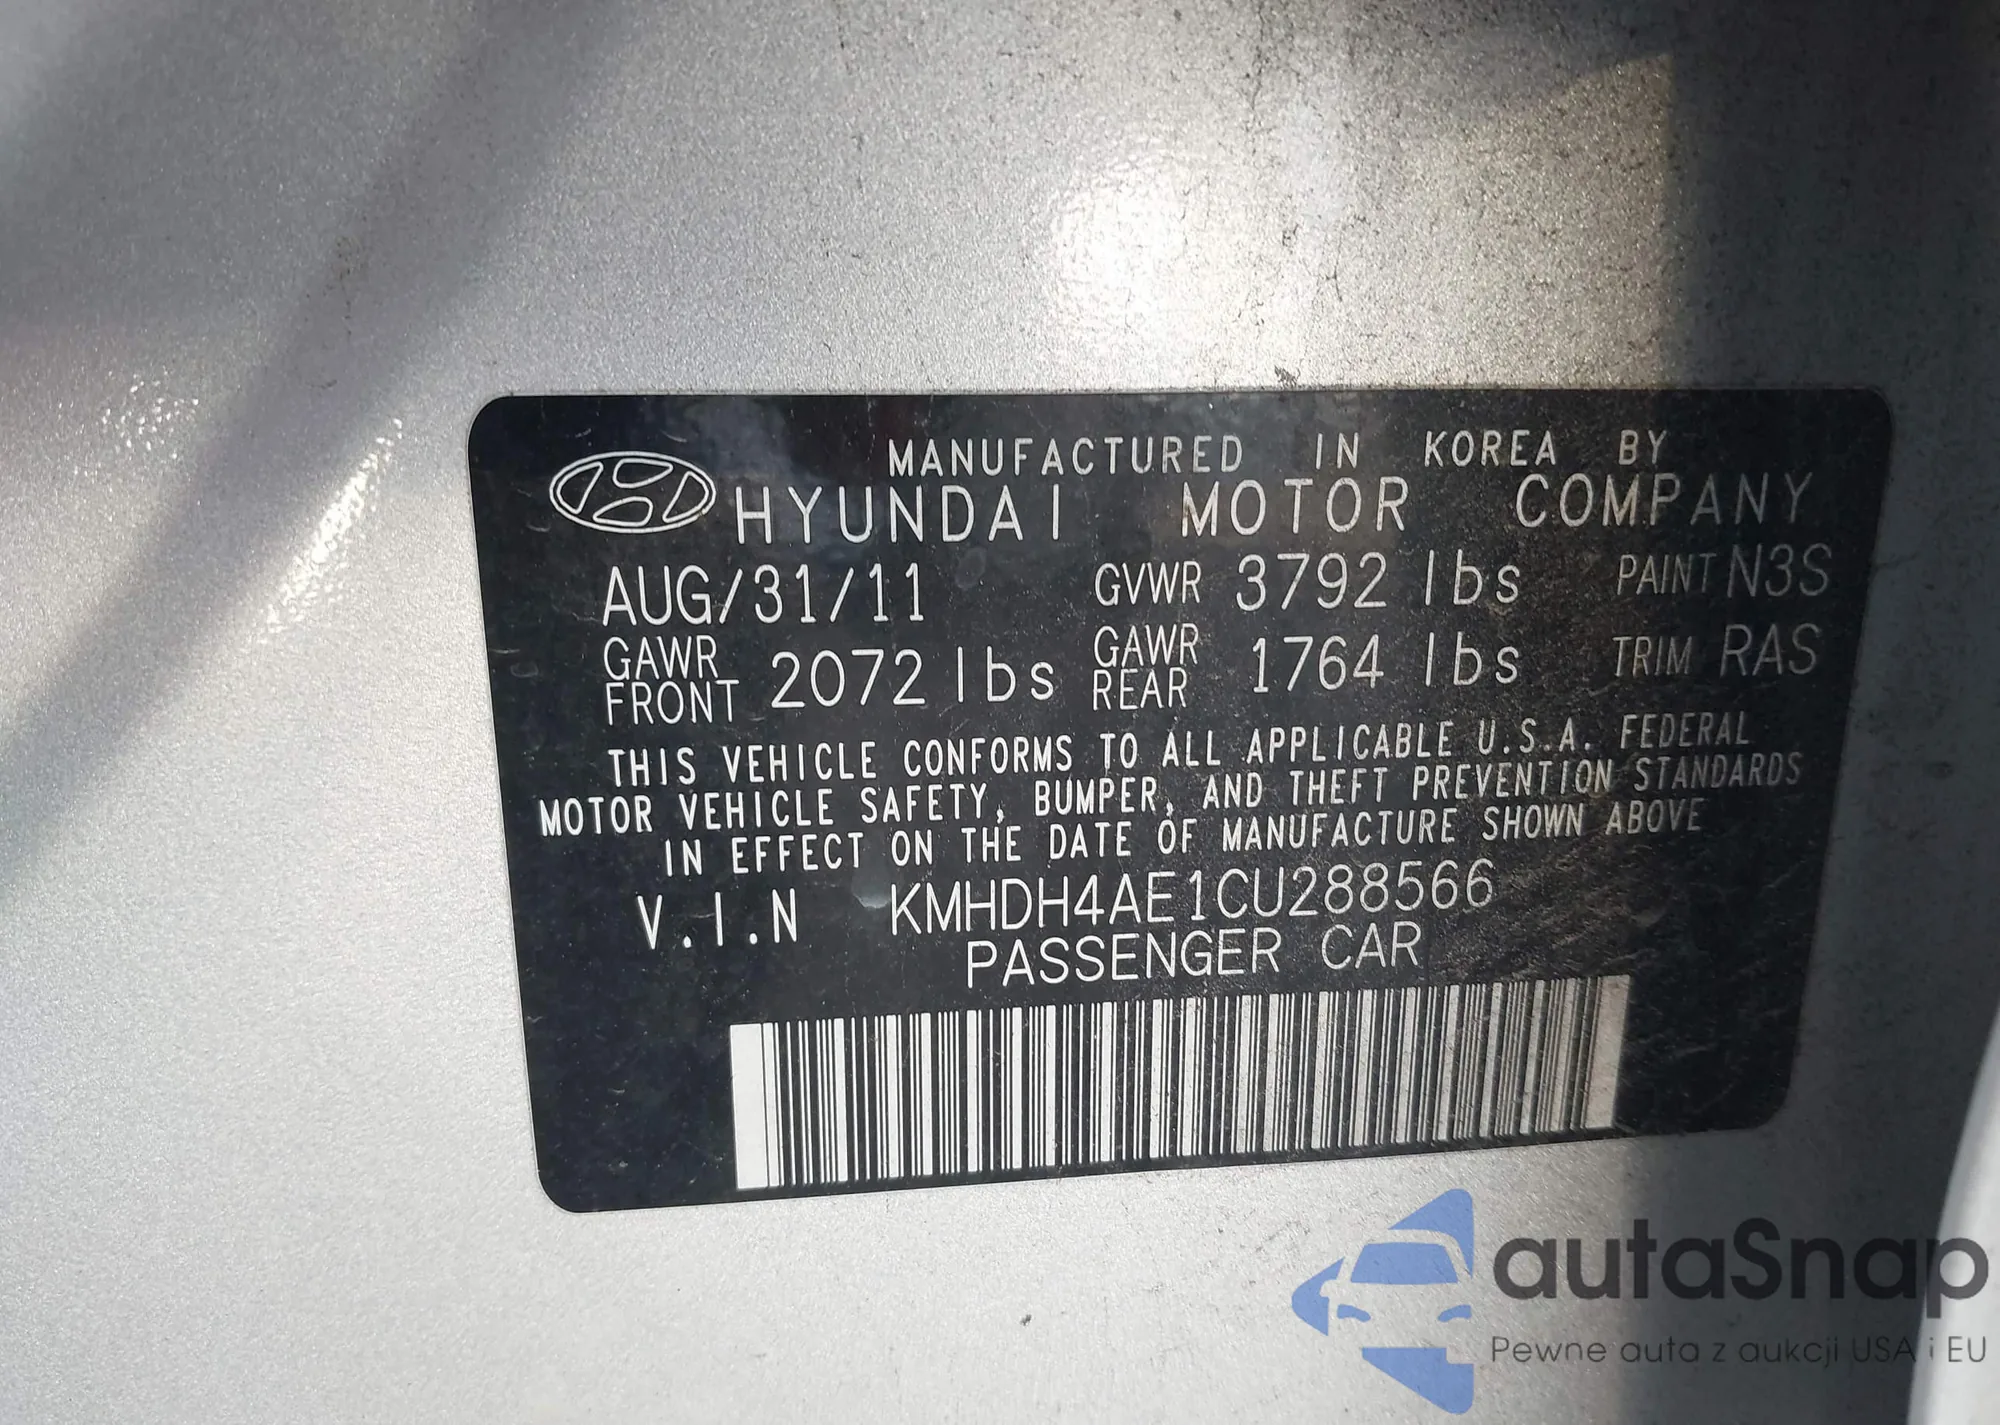 MANUFACTURED IN KOREA BY
HYUNDAI MOTOR COMPANY
AUG/31/11 GVWR 3792 lbs PAINT N3S
GAWR FRONT 2072 lbs GAWR REAR 1764 lbs TRIM RAS
THIS VEHICLE CONFORMS TO ALL APPLICABLE U.S.A. FEDERAL
MOTOR VEHICLE SAFETY, BUMPER, AND THEFT PREVENTION STANDARDS
IN EFFECT ON THE DATE OF MANUFACTURE SHOWN ABOVE
V.I.N KMHDH4AE1CU288566
PASSENGER CAR
autaSnap
Pewne auta z aukcji USA i EU